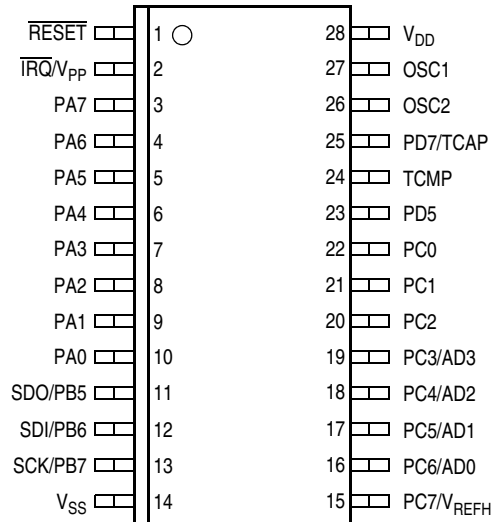 RESET 1 28 VDD
IRQ/VPP 2 27 OSC1
PA7 3 26 OSC2
PA6 4 25 PD7/TCAP
PA5 5 24 TCMP
PA4 6 23 PD5
PA3 7 22 PC0
PA2 8 21 PC1
PA1 9 20 PC2
PA0 10 19 PC3/AD3
SDO/PB5 11 18 PC4/AD2
SDI/PB6 12 17 PC5/AD1
SCK/PB7 13 16 PC6/AD0
VSS 14 15 PC7/VREFH